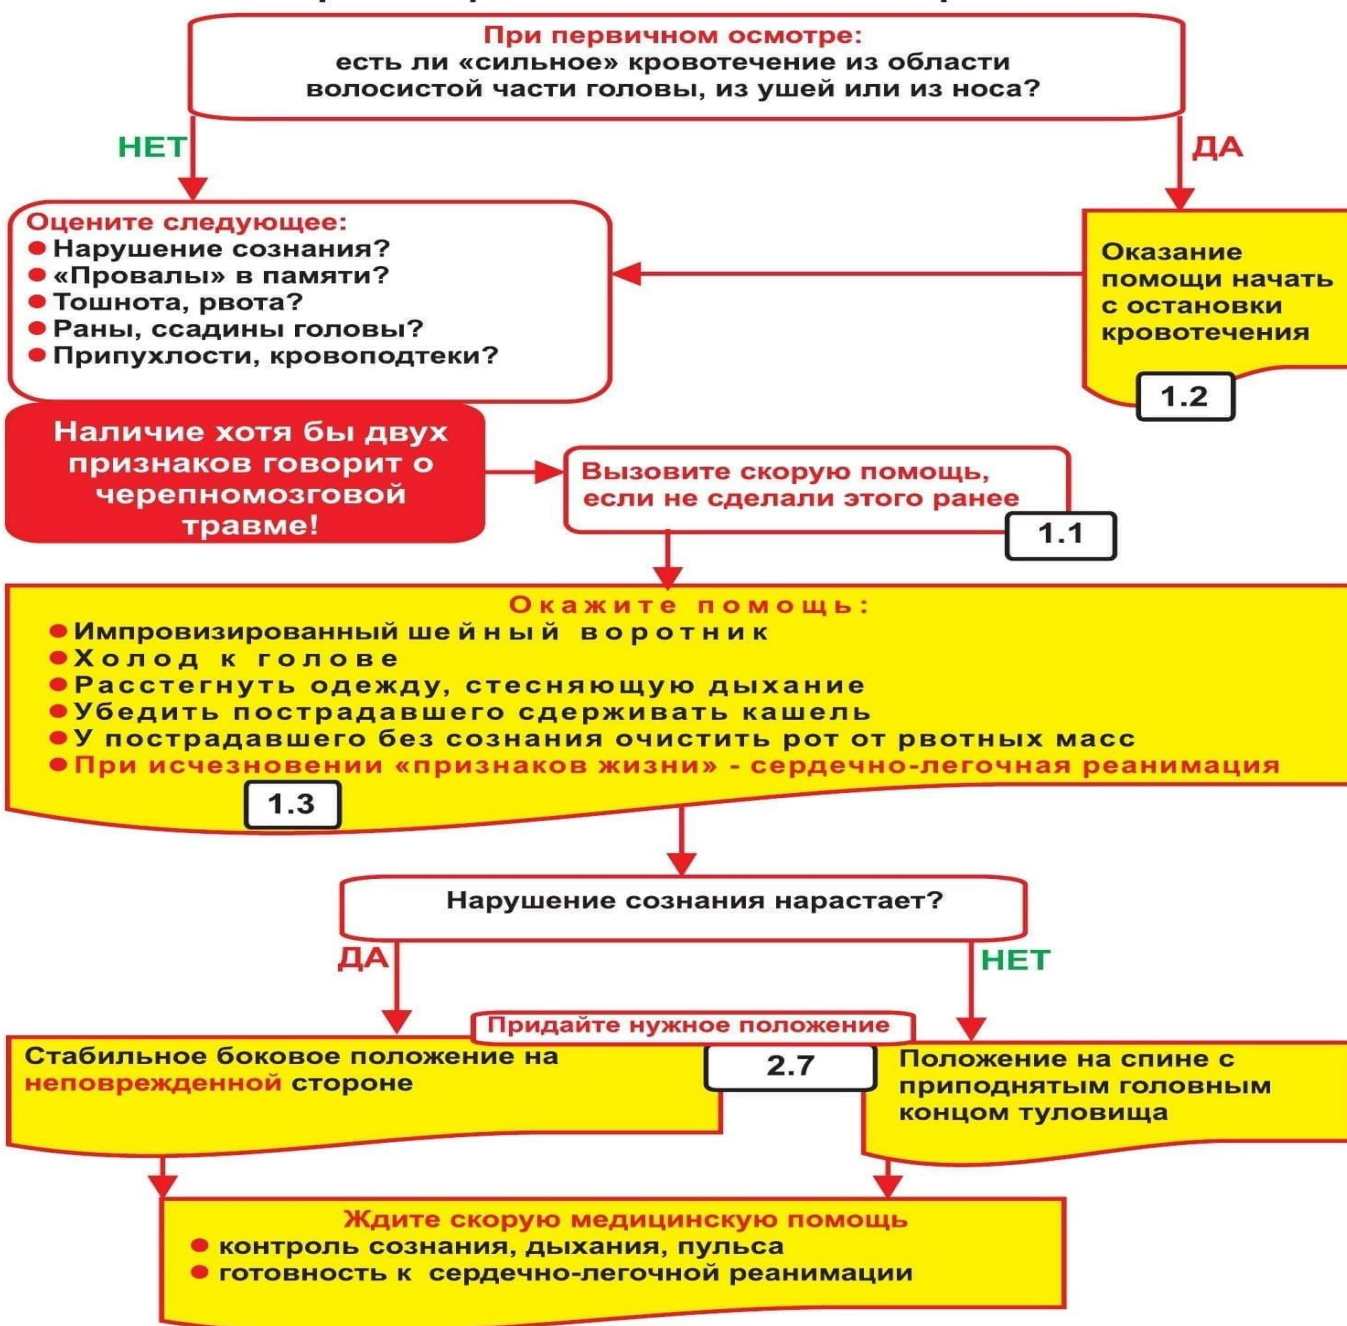 При первичном осмотре:
есть ли «сильное» кровотечение из области
волосистой части головы, из ушей или из носа?
НЕТ
ДА
Оцените следующее:
Нарушение сознания?
«Провалы» в памяти?
Тошнота, рвота?
Раны, ссадины головы?
Припухлости, кровоподтеки?
Оказание
помощи начать
с остановки
кровотечения
1.2
Наличие хотя бы двух
признаков говорит о
черепномозговой
травме!
Вызовите скорую помощь,
если не сделали этого ранее
1.1
Окажите помощь:
Импровизированный шейный воротник
Холод к голове
Расстегнуть одежду, стесняющую дыхание
Убедить пострадавшего сдерживать кашель
У пострадавшего без сознания очистить рот от рвотных масс
При исчезновении «признаков жизни» - сердечно-легочная реанимация
1.3
Нарушение сознания нарастает?
ДА
НЕТ
Придайте нужное положение
2.7
Стабильное боковое положение на
неповрежденной стороне
Положение на спине с
приподнятым головным
концом туловища
Ждите скорую медицинскую помощь
контроль сознания, дыхания, пульса
готовность к сердечно-легочной реанимации